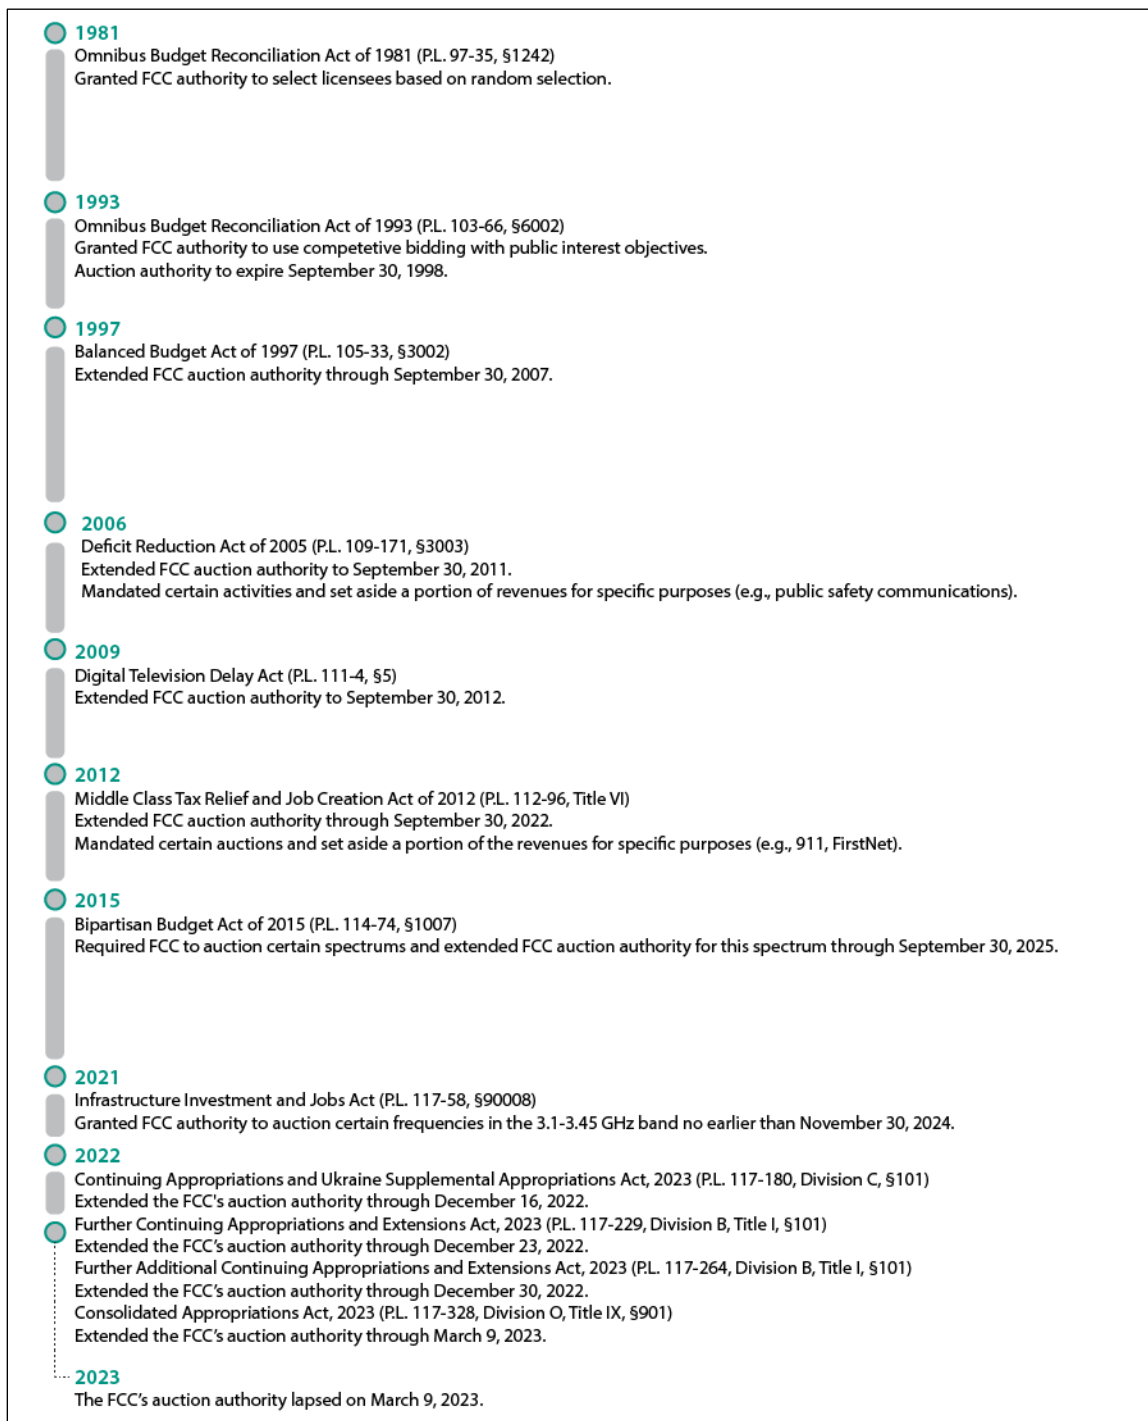 1981
Omnibus Budget Reconciliation Act of 1981 (P.L. 97-35, §1242)
Granted FCC authority to select licensees based on random selection.
1993
Omnibus Budget Reconciliation Act of 1993 (P.L. 103-66, §6002)
Granted FCC authority to use competetive bidding with public interest objectives.
Auction authority to expire September 30, 1998.
1997
Balanced Budget Act of 1997 (P.L. 105-33, §3002)
Extended FCC auction authority through September 30, 2007.
2006
Deficit Reduction Act of 2005 (P.L. 109-171, §3003)
Extended FCC auction authority to September 30, 2011.
Mandated certain activities and set aside a portion of revenues for specific purposes (e.g., public safety communications).
2009
Digital Television Delay Act (P.L. 111-4, §5)
Extended FCC auction authority to September 30, 2012.
2012
Middle Class Tax Relief and Job Creation Act of 2012 (P.L. 112-96, Title VI)
Extended FCC auction authority through September 30, 2022.
Mandated certain auctions and set aside a portion of the revenues for specific purposes (e.g., 911, FirstNet).
2015
Bipartisan Budget Act of 2015 (P.L. 114-74, §1007)
Required FCC to auction certain spectrums and extended FCC auction authority for this spectrum through September 30, 2025.
2021
Infrastructure Investment and Jobs Act (P.L. 117-58, §90008)
Granted FCC authority to auction certain frequencies in the 3.1-3.45 GHz band no earlier than November 30, 2024.
2022
Continuing Appropriations and Ukraine Supplemental Appropriations Act, 2023 (P.L. 117-180, Division C, §101)
Extended the FCC's auction authority through December 16, 2022.
Further Continuing Appropriations and Extensions Act, 2023 (P.L. 117-229, Division B, Title I, §101)
Extended the FCC’s auction authority through December 23, 2022.
Further Additional Continuing Appropriations and Extensions Act, 2023 (P.L. 117-264, Division B, Title I, §101)
Extended the FCC’s auction authority through December 30, 2022.
Consolidated Appropriations Act, 2023 (P.L. 117-328, Division O, Title IX, §901)
Extended the FCC’s auction authority through March 9, 2023.
2023
The FCC’s auction authority lapsed on March 9, 2023.